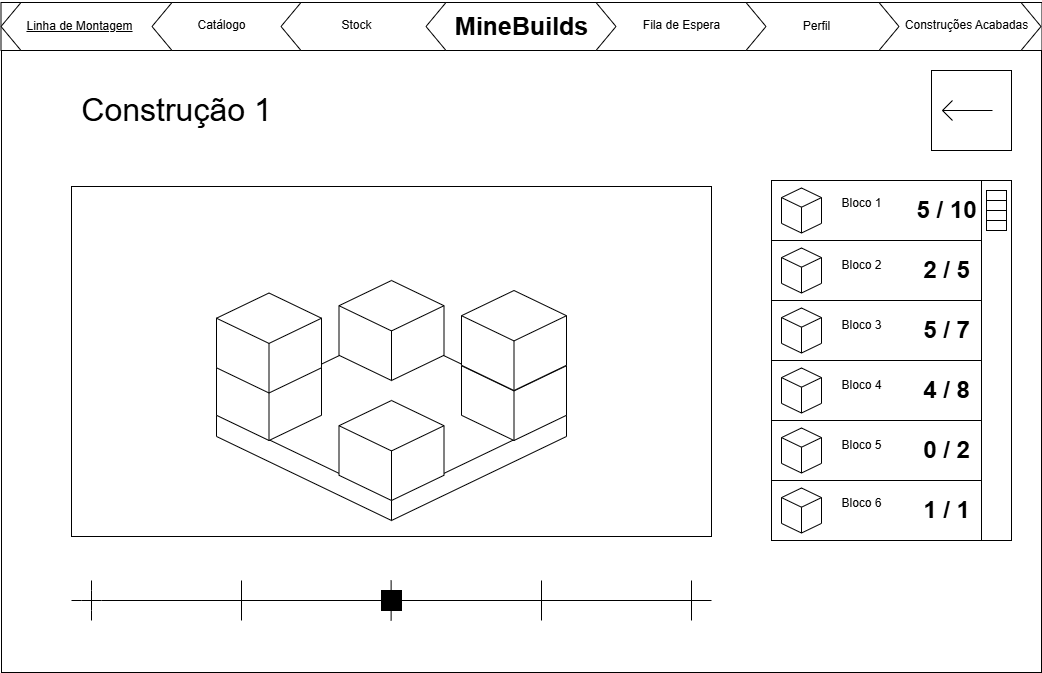 Linha de Montagem
Catálogo
Stock
MineBuilds
Fila de Espera
Perfil
Construções Acabadas
Construção 1
Bloco 1
5 / 10
Bloco 2
2 / 5
Bloco 3
5 / 7
Bloco 4
4 / 8
Bloco 5
0 / 2
Bloco 6
1 / 1